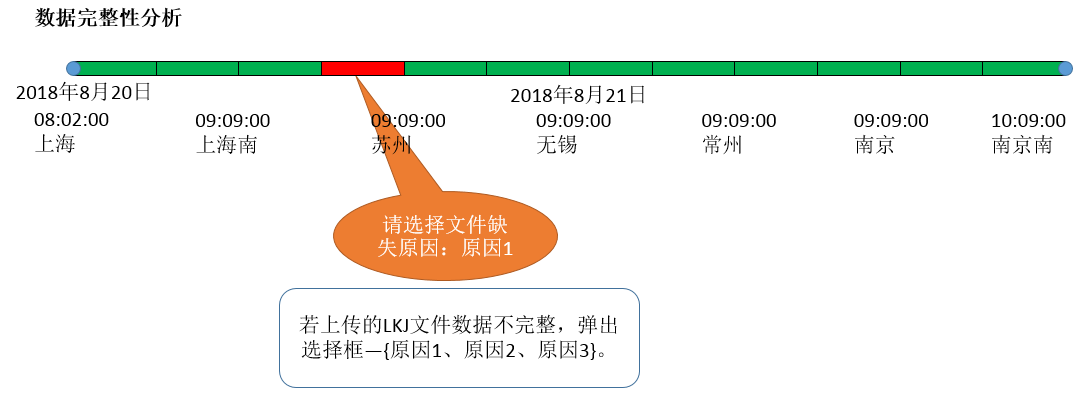 数据完整性分析
2018年8月20日
2018年8月21日
08:02:00
09:09:00
09:09:00
09:09:00
09:09:00
09:09:00
10:09:00
上海
上海南
苏州
无锡
常州
南京
南京南
请选择文件缺
失原因：原因1
若上传的LKJ文件数据不完整，弹出
选择框—{原因1、原因2、原因3}。